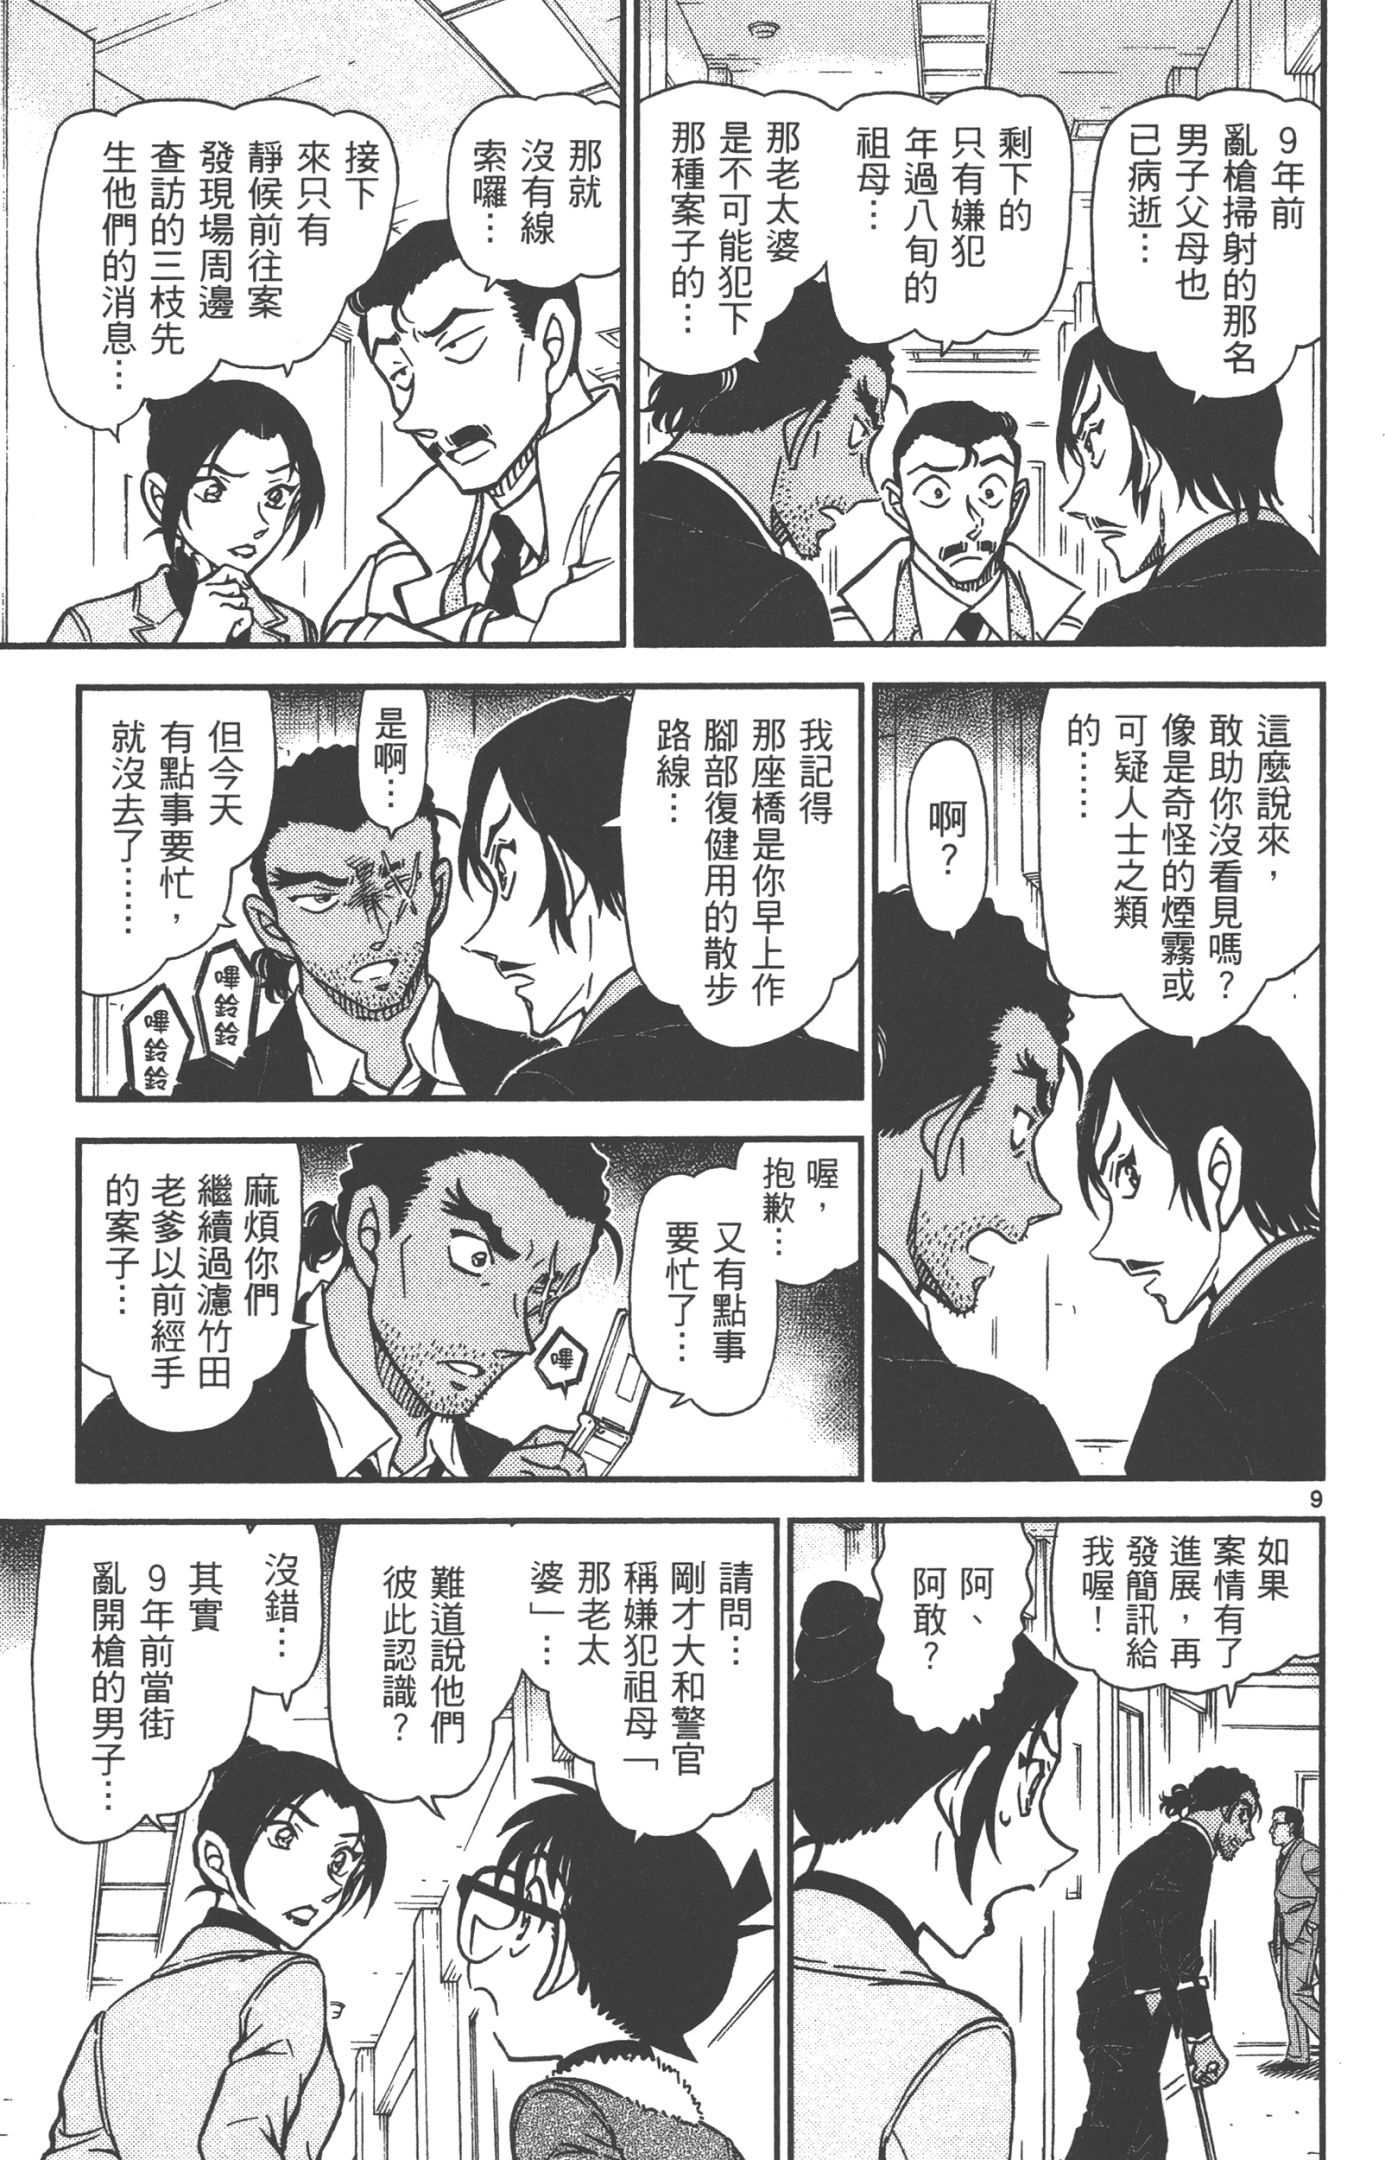 9年前
亂槍掃射的那名
男子父母也
已病逝…
剩下的
只有嫌犯
年過八旬的
祖母…
那老太婆
是不可能犯下
那種案子的…
那就
沒有線
索囉…
接下
來只有
靜候前往案
發現場周邊
查訪的三枝先
生他們的消息…
這麼說來，
敢助你沒看見嗎？
像是奇怪的煙霧或
可疑人士之類
的……
啊？
我記得
那座橋是你早上作
腳部復健用的散步
路線…
是啊…
但今天
有點事要忙，
就沒去了……
嗶鈴鈴
嗶鈴鈴
喔，
抱歉…
又有點事
要忙了…
嗶
麻煩你們
繼續過濾竹田
老爹以前經手
的案子…
9
如果
案情有了
進展，再
發簡訊給
我喔！
阿、
阿敢？
請問…
剛才大和警官
稱嫌犯祖母「
那老太
婆」…
難道說他們
彼此認識？
沒錯…
其實
9年前當街
亂開槍的男子…